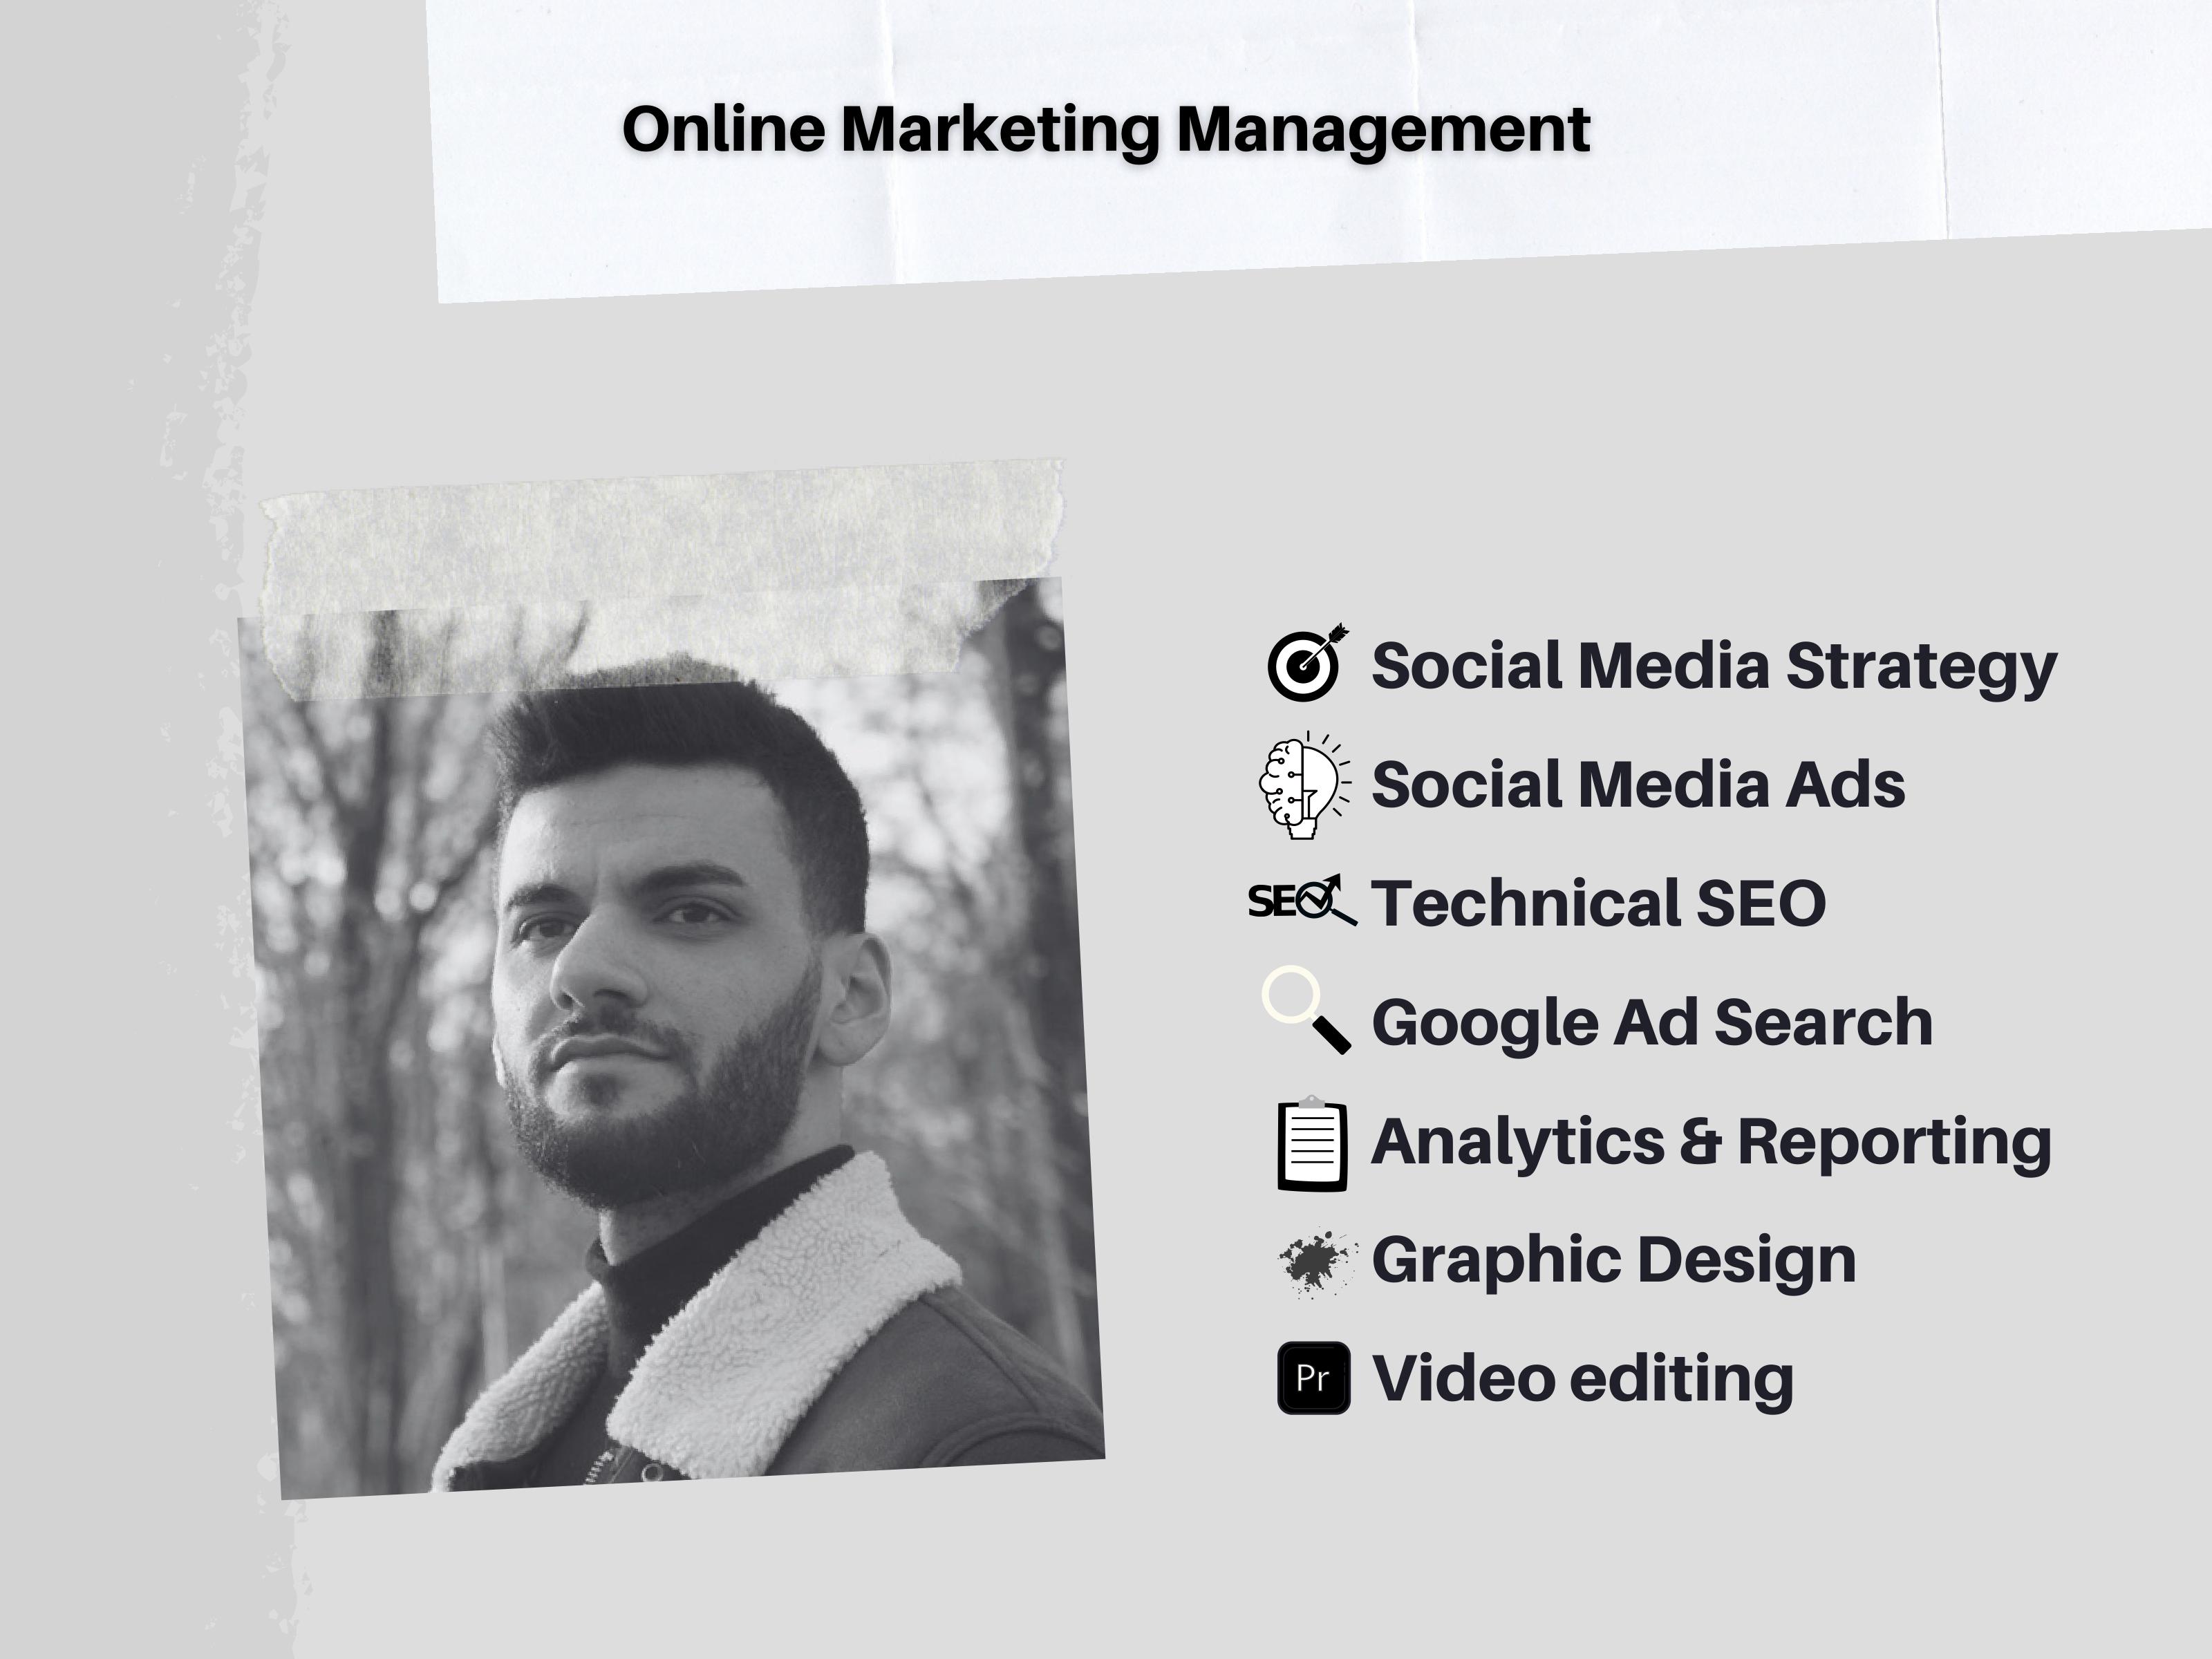 Online Marketing Management
Social Media Strategy
Social Media Ads
SEO Technical SEO
Google Ad Search
Analytics & Reporting
Graphic Design
Pr Video editing